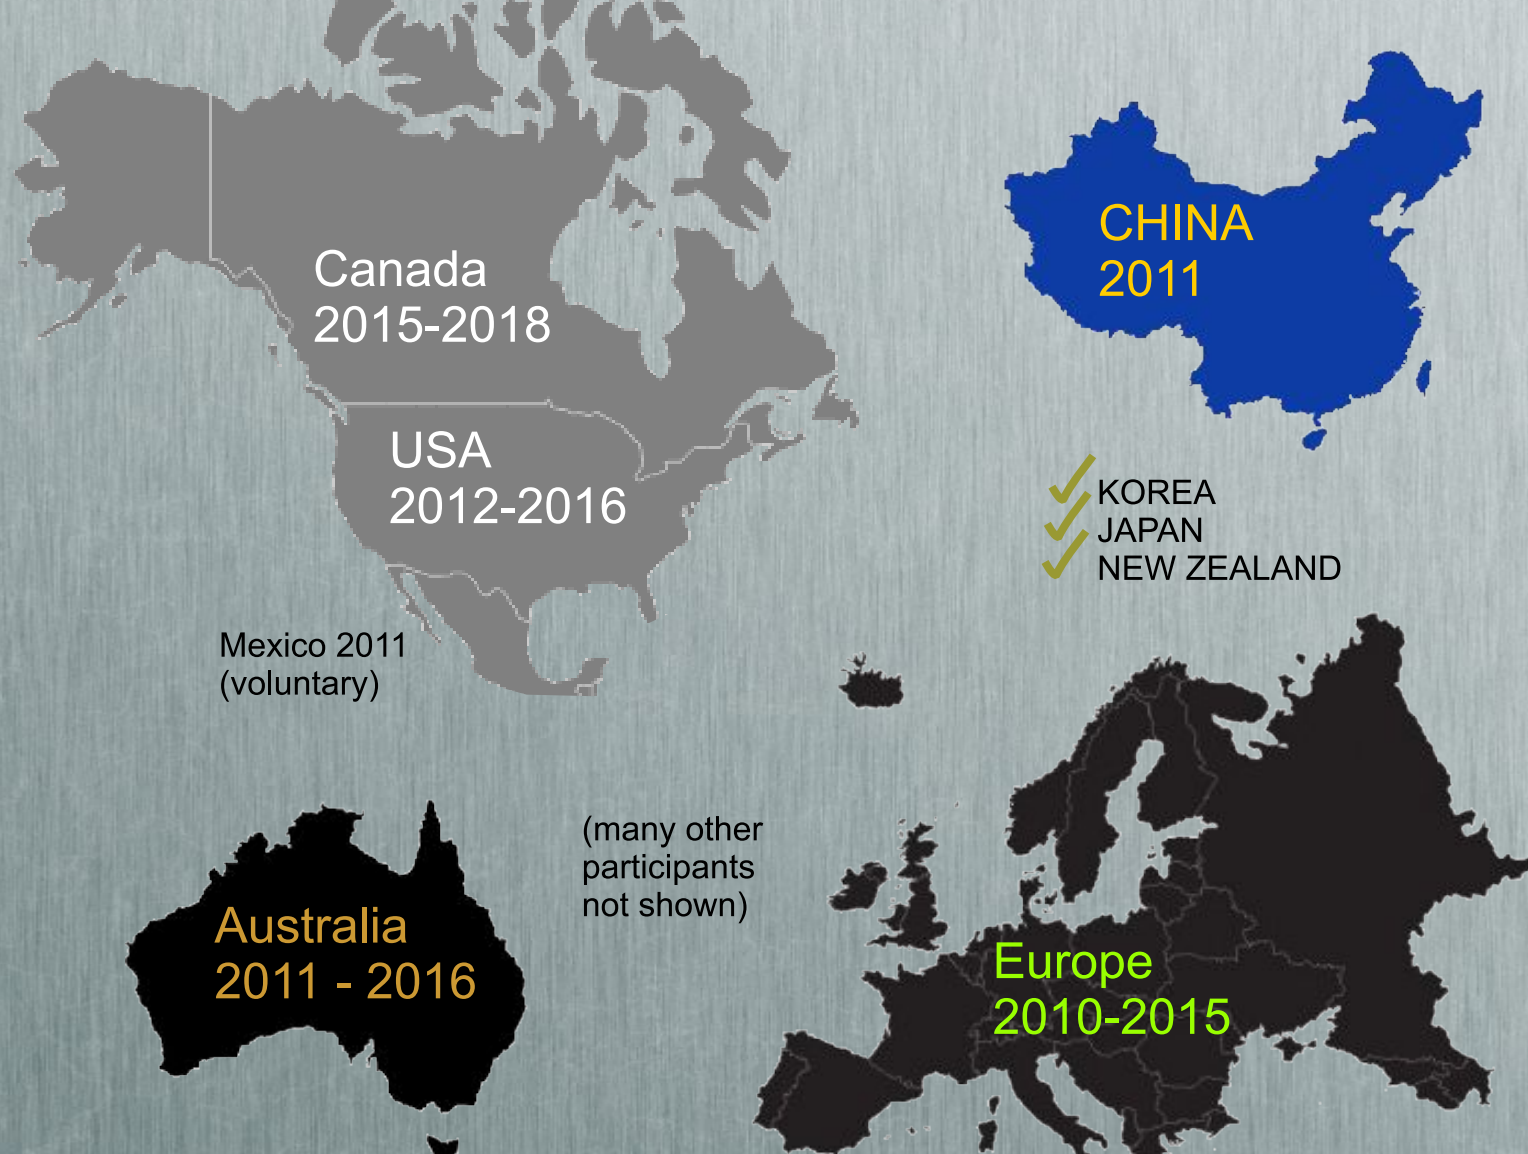 Canada
2015-2018
USA
2012-2016
Mexico 2011
(voluntary)
CHINA
2011
KOREA
JAPAN
NEW ZEALAND
Australia
2011 - 2016
(many other
participants
not shown)
Europe
2010-2015